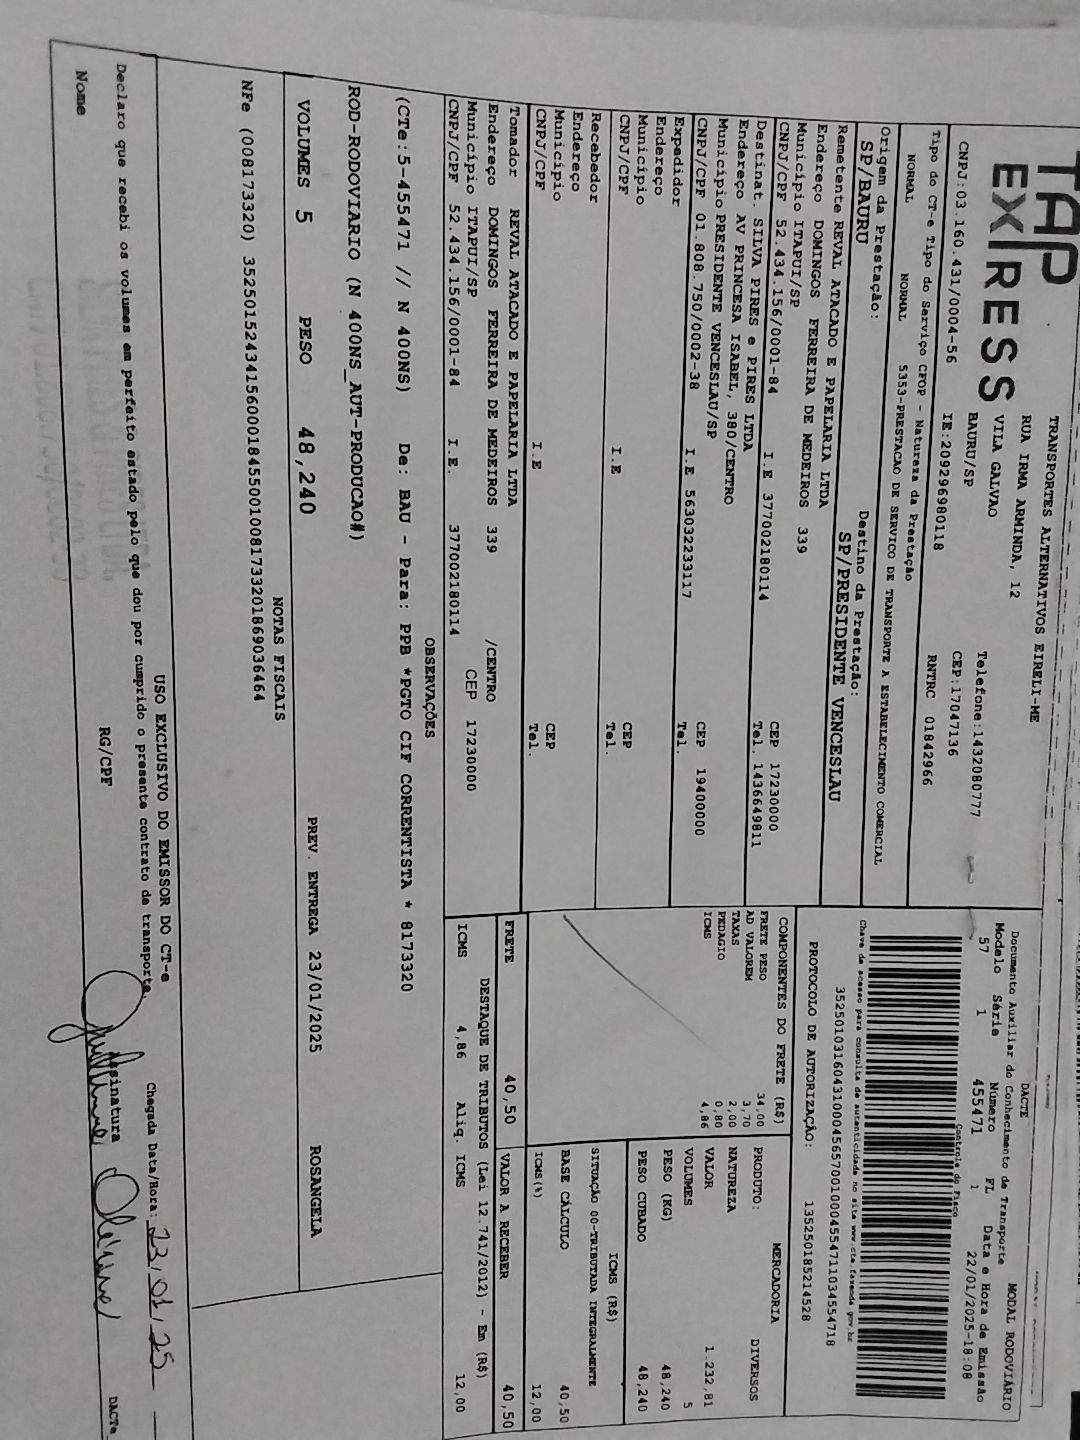 TAP
EXPRESS
TRANSPORTES ALTERNATIVOS EIRELI-ME
RUA IRMA ARMINDA, 12
VILA GALVAO
BAURU/SP
Telefone:1432080777
CEP:17047136
CNPJ:03.160.431/0004-56 IE:209296980118 RNTRC 01842966
Tipo do CT-e Tipo do Serviço CFOP - Natureza da Prestação
NORMAL NORMAL 5353-PRESTACAO DE SERVICO DE TRANSPORTE A ESTABELECIMENTO COMERCIAL
Origem da Prestação: Destino da Prestação:
SP/BAURU SP/PRESIDENTE VENCESLAU
Remetente REVAL ATACADO E PAPELARIA LTDA
Endereço DOMINGOS FERREIRA DE MEDEIROS 339
Município ITAPUI/SP CEP 17230000
CNPJ/CPF 52.434.156/0001-84 I.E 377002180114 Tel. 1436649811
Destinat. SILVA PIRES e PIRES LTDA
Endereço AV PRINCESA ISABEL, 380/CENTRO
Município PRESIDENTE VENCESLAU/SP CEP 19400000
CNPJ/CPF 01.808.750/0002-38 I.E 563032233117 Tel.
Expedidor
Endereço
Município CEP
CNPJ/CPF I.E Tel.
Recebedor
Endereço
Município CEP
CNPJ/CPF I.E Tel.
Tomador REVAL ATACADO E PAPELARIA LTDA
Endereço DOMINGOS FERREIRA DE MEDEIROS 339 /CENTRO
Município ITAPUI/SP CEP 17230000
CNPJ/CPF 52.434.156/0001-84 I.E. 377002180114
DACTE MODAL RODOVIÁRIO
Documento Auxiliar do Conhecimento de Transporte
Modelo Série Número FL Data e Hora de Emissão
57 1 455471 1 22/01/2025-18:08
Controle do Fisco
Chave de acesso para consulta de autenticidade no site www.cte.fazenda.gov.br
35250103160431000456570010004554711034554718
PROTOCOLO DE AUTORIZAÇÃO: 135250185214528
COMPONENTES DO FRETE (R$)
FRETE PESO 34,00
AD VALOREM 3,70
TAXAS 2,00
PEDAGIO 0,80
ICMS 4,86
MERCADORIA
PRODUTO: DIVERSOS
NATUREZA
VALOR 1.232,81
VOLUMES 5
PESO (KG) 48,240
PESO CUBADO 48,240
ICMS (R$)
SITUAÇÃO 00-TRIBUTADA INTEGRALMENTE
BASE CÁLCULO 40,50
ICMS(%) 12,00
FRETE 40,50 VALOR A RECEBER 40,50
DESTAQUE DE TRIBUTOS (Lei 12.741/2012) - Em (R$)
ICMS 4,86 Aliq. ICMS 12,00
OBSERVAÇÕES
(CTe:5-455471 // N 400NS) De: BAU - Para: PPB *PGTO CIF CORRENTISTA * 8173320
ROD-RODOVIARIO (N 400NS_AUT-PRODUCAO#)
VOLUMES 5 PESO 48,240 PREV. ENTREGA 23/01/2025 ROSANGELA
NOTAS FISCAIS
NFe (008173320) 35250152434156000184550010081733201869036464
USO EXCLUSIVO DO EMISSOR DO CT-e
Declaro que recebi os volumes em perfeito estado pelo que dou por cumprido o presente contrato de transporte.
Chegada Data/Hora: 23/01/25
Nome RG/CPF Assinatura
DACTe